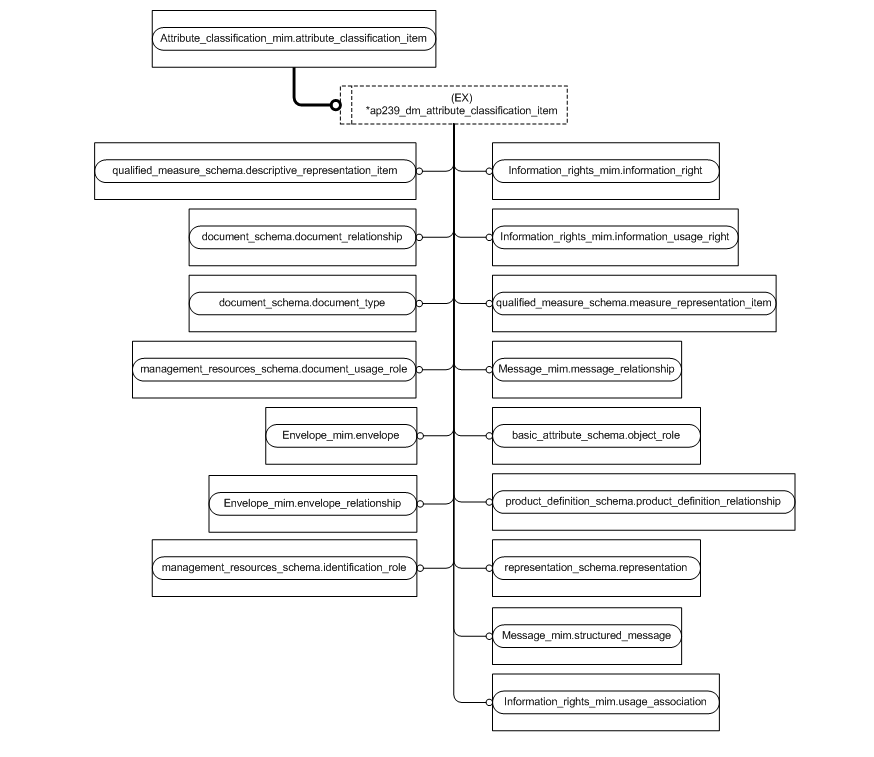 Attribute_classification_mim.attribute_classification_item
(EX)
*ap239_dm_attribute_classification_item
qualified_measure_schema.descriptive_representation_item
Information_rights_mim.information_right
document_schema.document_relationship
Information_rights_mim.information_usage_right
document_schema.document_type
qualified_measure_schema.measure_representation_item
management_resources_schema.document_usage_role
Message_mim.message_relationship
Envelope_mim.envelope
basic_attribute_schema.object_role
Envelope_mim.envelope_relationship
product_definition_schema.product_definition_relationship
management_resources_schema.identification_role
representation_schema.representation
Message_mim.structured_message
Information_rights_mim.usage_association